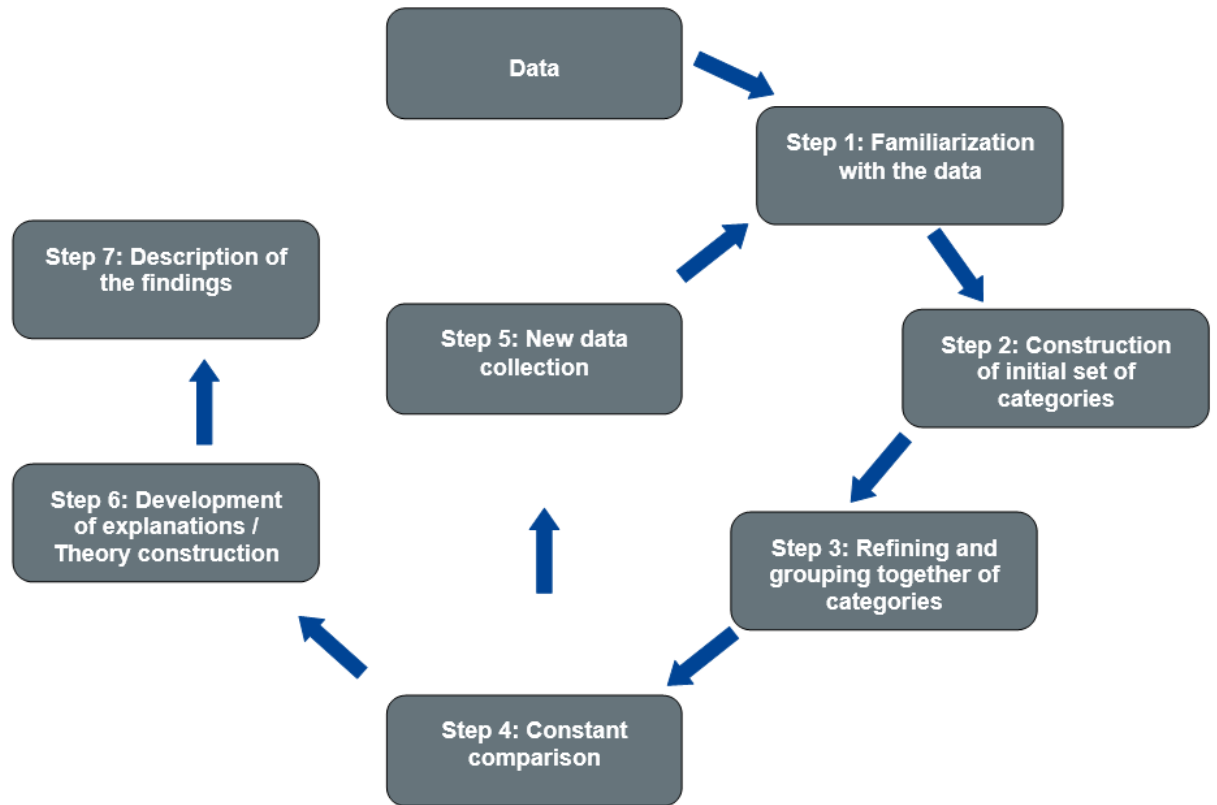 Data
Step 1: Familiarization
with the data
Step 2: Construction
of initial set of
categories
Step 3: Refining and
grouping together of
categories
Step 4: Constant
comparison
Step 5: New data
collection
Step 6: Development
of explanations /
Theory construction
Step 7: Description of
the findings